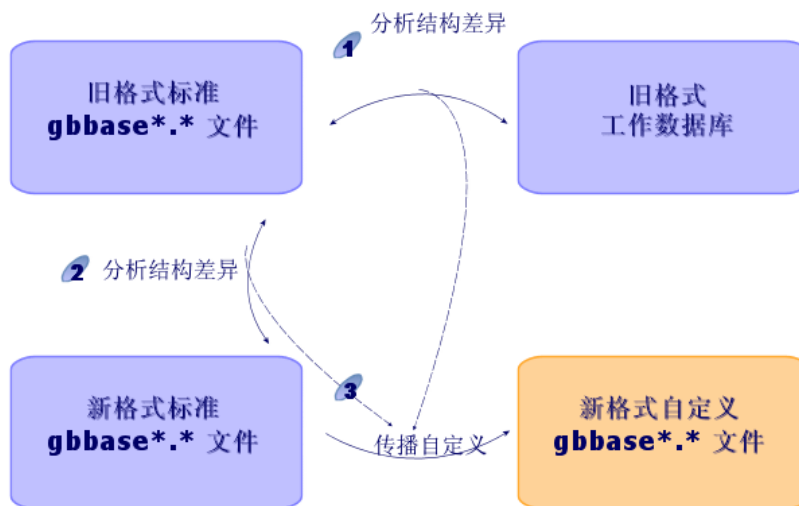 1
分析结构差异
旧格式标准
gbbase*.* 文件
旧格式
工作数据库
2
分析结构差异
3
新格式标准
gbbase*.* 文件
传播自定义
新格式自定义
gbbase*.* 文件